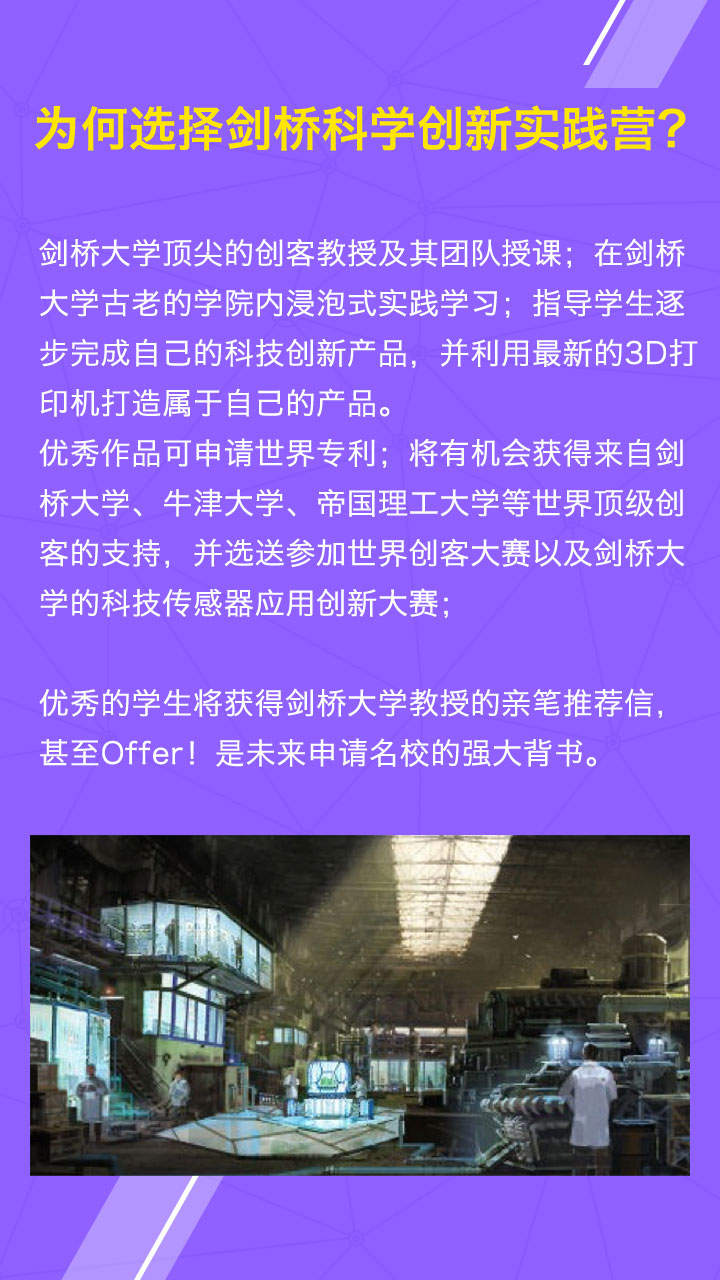 为何选择剑桥科学创新实践营?
剑桥大学顶尖的创客教授及其团队授课；在剑桥
大学古老的学院内浸泡式实践学习；指导学生逐
步完成自己的科技创新产品，并利用最新的3D打
印机打造属于自己的产品。
优秀作品可申请世界专利；将有机会获得来自剑
桥大学、牛津大学、帝国理工大学等世界顶级创
客的支持，并选送参加世界创客大赛以及剑桥大
学的科技传感器应用创新大赛；
优秀的学生将获得剑桥大学教授的亲笔推荐信，
甚至Offer！是未来申请名校的强大背书。